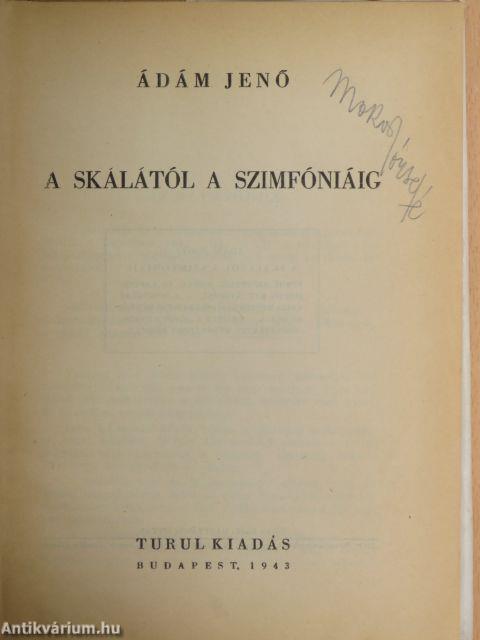 ÁDÁM JENŐ
A SKÁLÁTÓL A SZIMFÓNIÁIG
TURUL KIADÁS
BUDAPEST, 1943
Antikvárium.hu